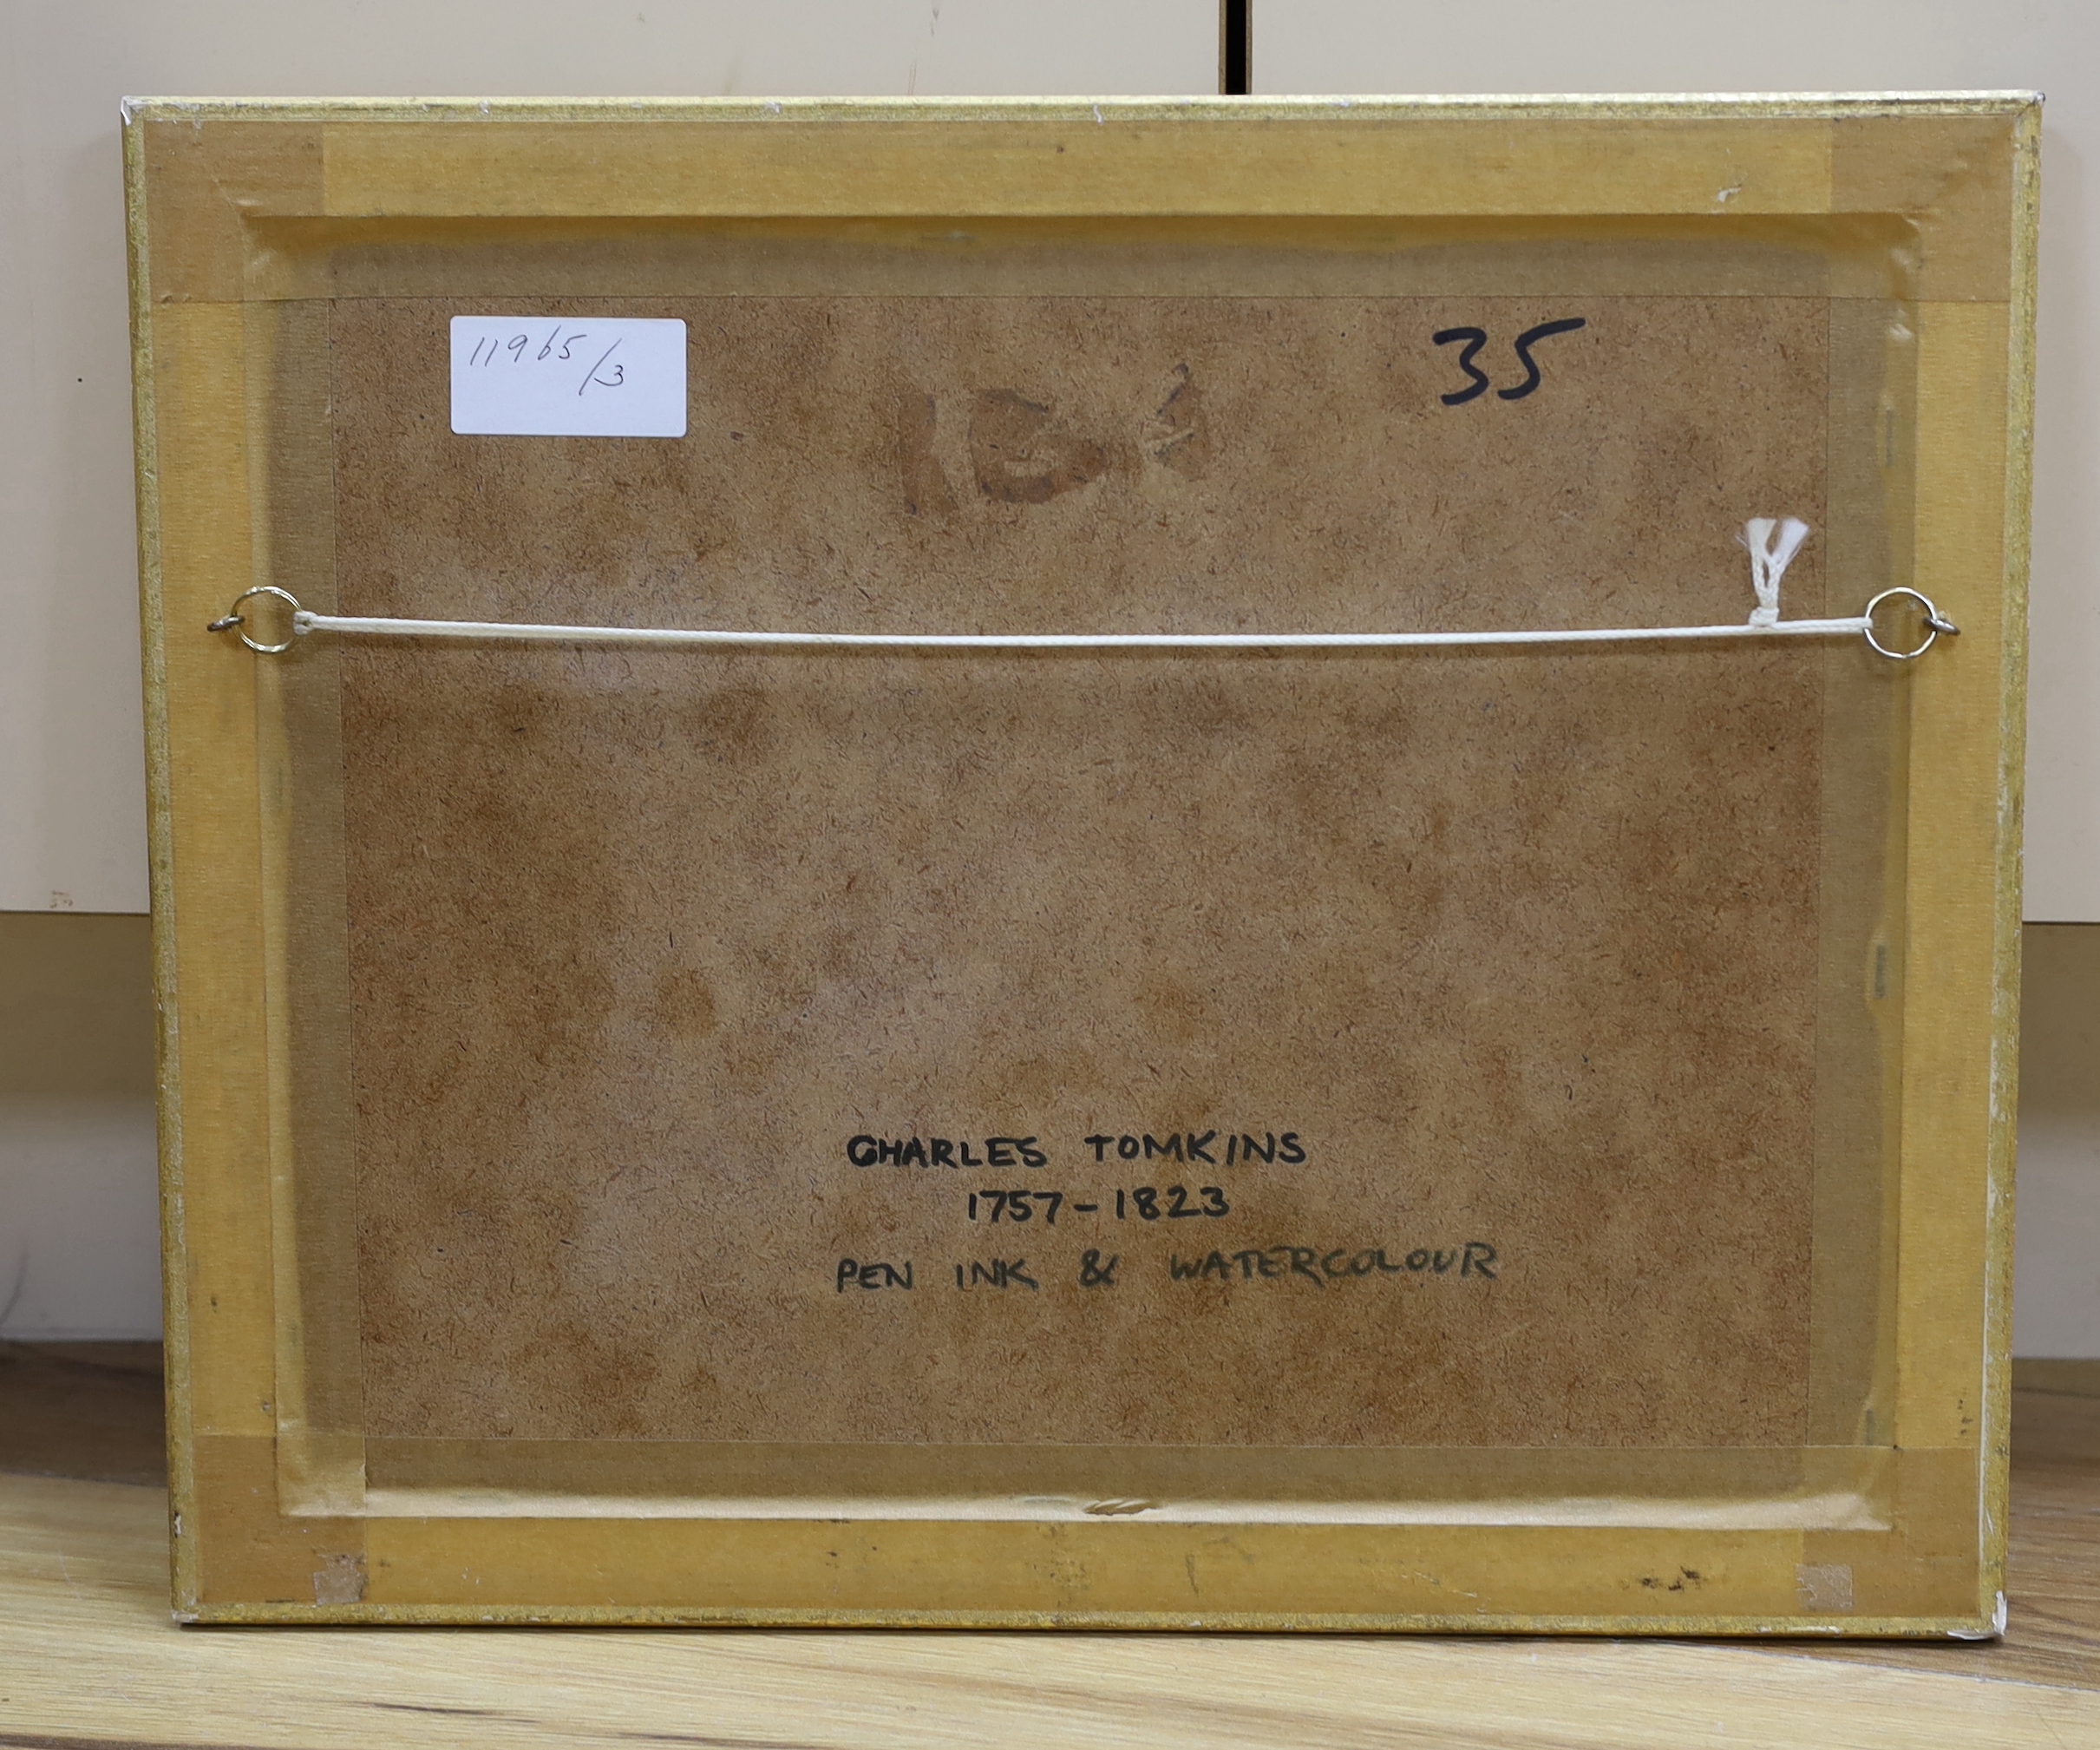 11965/3
35
CHARLES TOMKINS
1757-1823
PEN INK & WATERCOLOUR